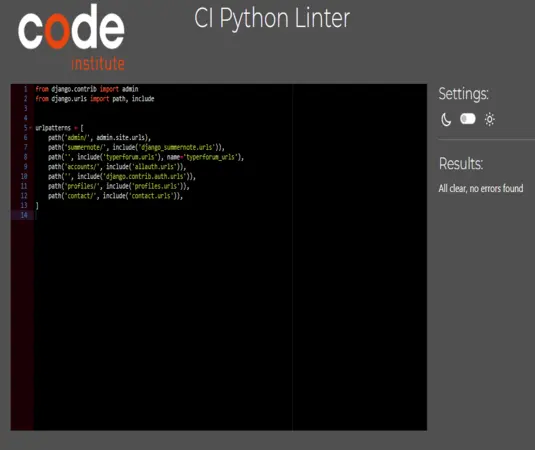 code
institute
CI Python Linter
1 from django.contrib import admin
2 from django.urls import path, include
3
4
5 urlpatterns = [
6 path('admin/', admin.site.urls),
7 path('summernote/', include('django_summernote.urls')),
8 path('', include('typerforum.urls'), name='typerforum_urls'),
9 path('accounts/', include('allauth.urls')),
10 path('', include('django.contrib.auth.urls')),
11 path('profiles/', include('profiles.urls')),
12 path('contact/', include('contact.urls')),
13 ]
14
Settings:
Results:
All clear, no errors found